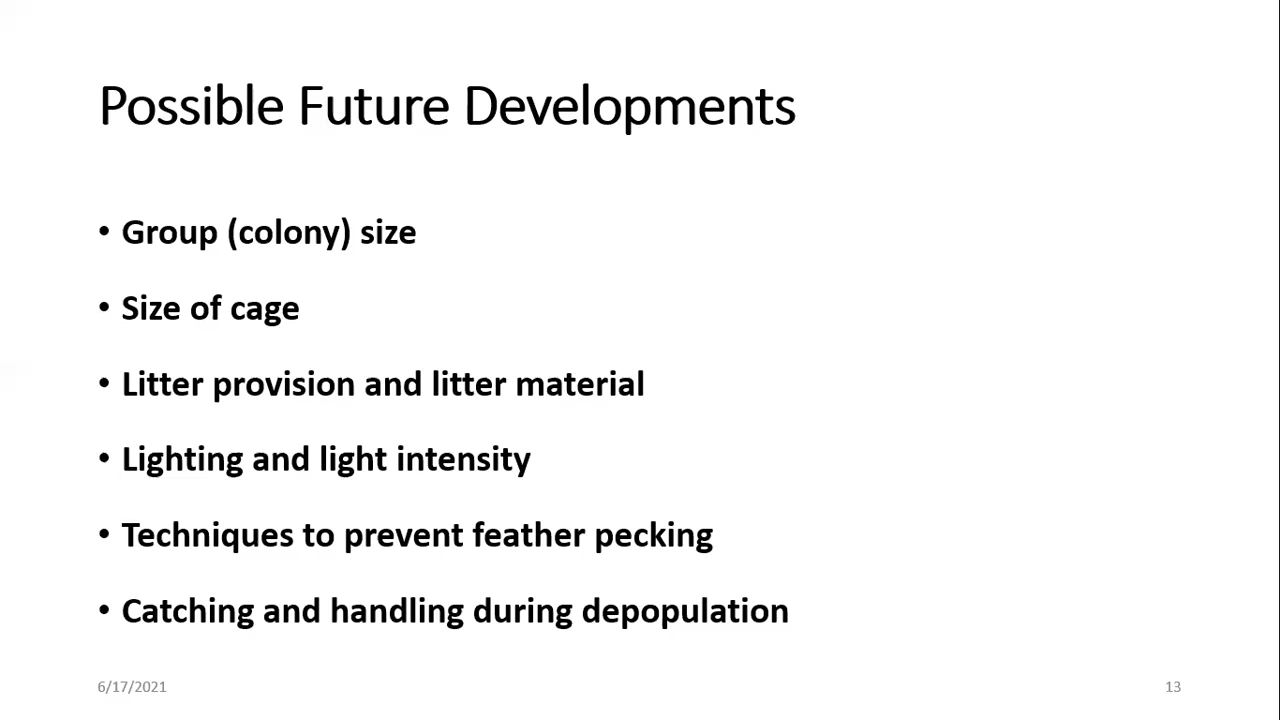 Possible Future Developments
• Group (colony) size
• Size of cage
• Litter provision and litter material
• Lighting and light intensity
• Techniques to prevent feather pecking
• Catching and handling during depopulation
6/17/2021
13